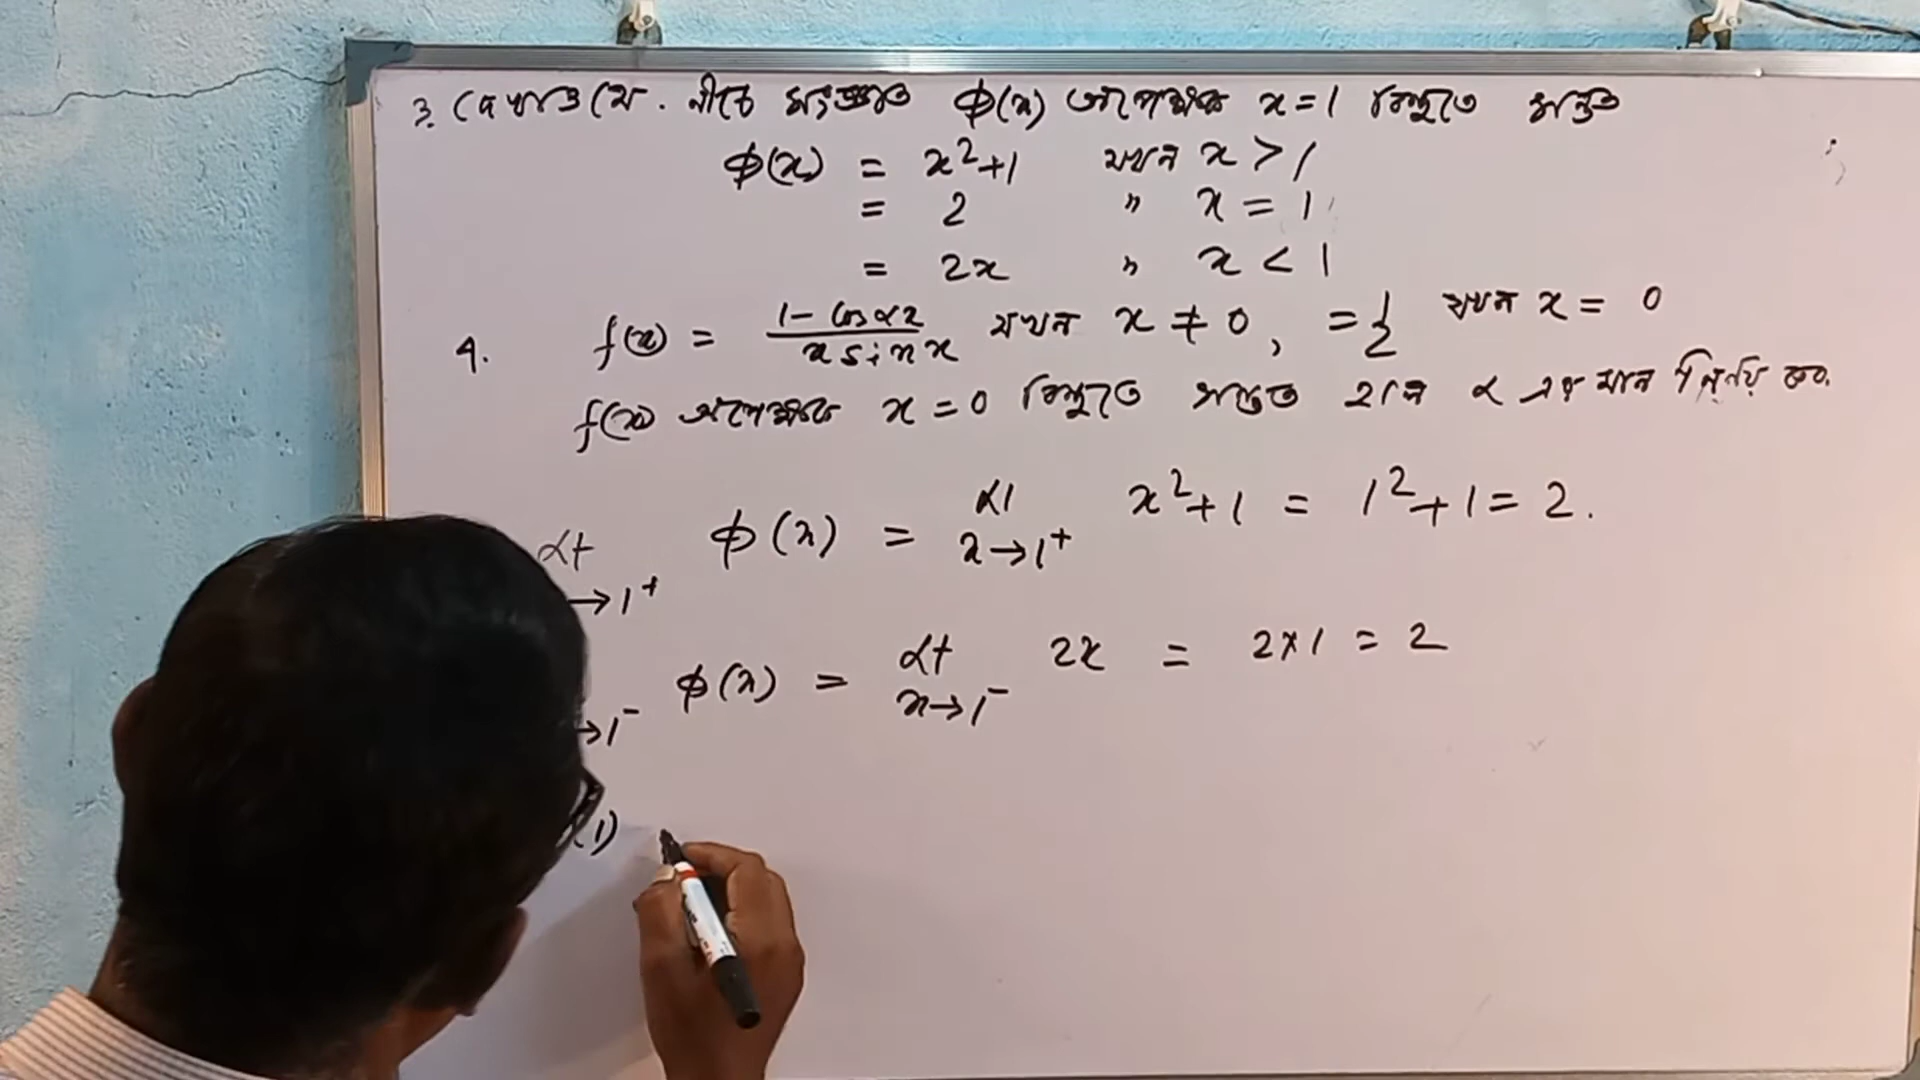 3. দেখাও যে. নীচে সংজ্ঞাত φ(x) অপেক্ষক x=1 বিন্দুতে সন্তত
φ(x) = x²+1 যখন x > 1
= 2 " x = 1
= 2x " x < 1
4. f(x) = (1 - cos αx)/(x sin x) যখন x ≠ 0, = 1/2 যখন x = 0
f(x) অপেক্ষক x = 0 বিন্দুতে সন্তত হলে α এর মান নির্ণয় কর.
Lt φ(x) = Lt x²+1 = 1²+1 = 2.
→1⁺ x→1⁺
φ(x) = Lt 2x = 2×1 = 2
→1⁻ x→1⁻
(1)